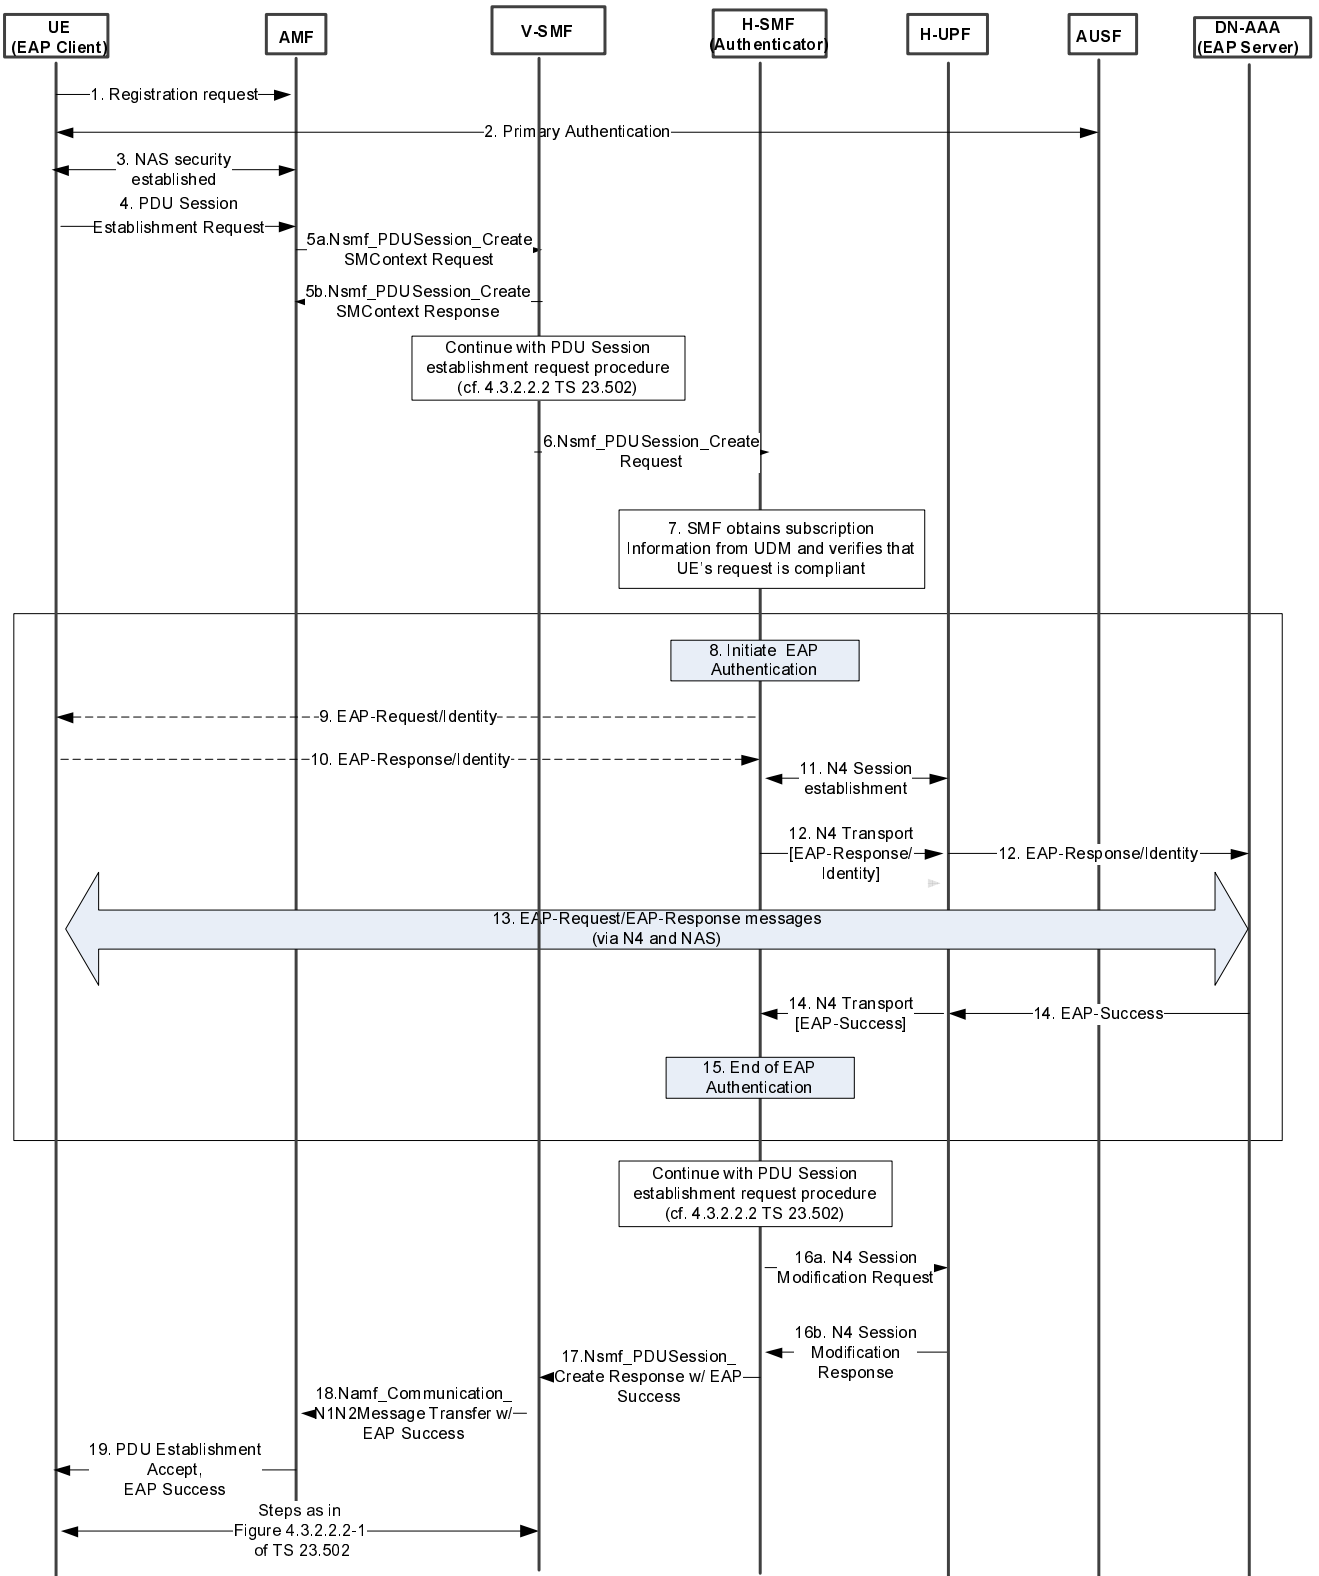 UE
(EAP Client)
AMF
V-SMF
H-SMF
(Authenticator)
H-UPF
AUSF
DN-AAA
(EAP Server)
1. Registration request
2. Primary Authentication
3. NAS security
established
4. PDU Session
Establishment Request
5a.Nsmf_PDUSession_Create
SMContext Request
5b.Nsmf_PDUSession_Create
SMContext Response
Continue with PDU Session
establishment request procedure
(cf. 4.3.2.2.2 TS 23.502)
6.Nsmf_PDUSession_Create
Request
7. SMF obtains subscription
Information from UDM and verifies that
UE's request is compliant
8. Initiate EAP
Authentication
9. EAP-Request/Identity
10. EAP-Response/Identity
11. N4 Session
establishment
12. N4 Transport
[EAP-Response/
Identity]
12. EAP-Response/Identity
13. EAP-Request/EAP-Response messages
(via N4 and NAS)
14. N4 Transport
[EAP-Success]
14. EAP-Success
15. End of EAP
Authentication
Continue with PDU Session
establishment request procedure
(cf. 4.3.2.2.2 TS 23.502)
16a. N4 Session
Modification Request
16b. N4 Session
Modification
Response
17.Nsmf_PDUSession_
Create Response w/ EAP
Success
18.Namf_Communication_
N1N2Message Transfer w/
EAP Success
19. PDU Establishment
Accept,
EAP Success
Steps as in
Figure 4.3.2.2.2-1
of TS 23.502